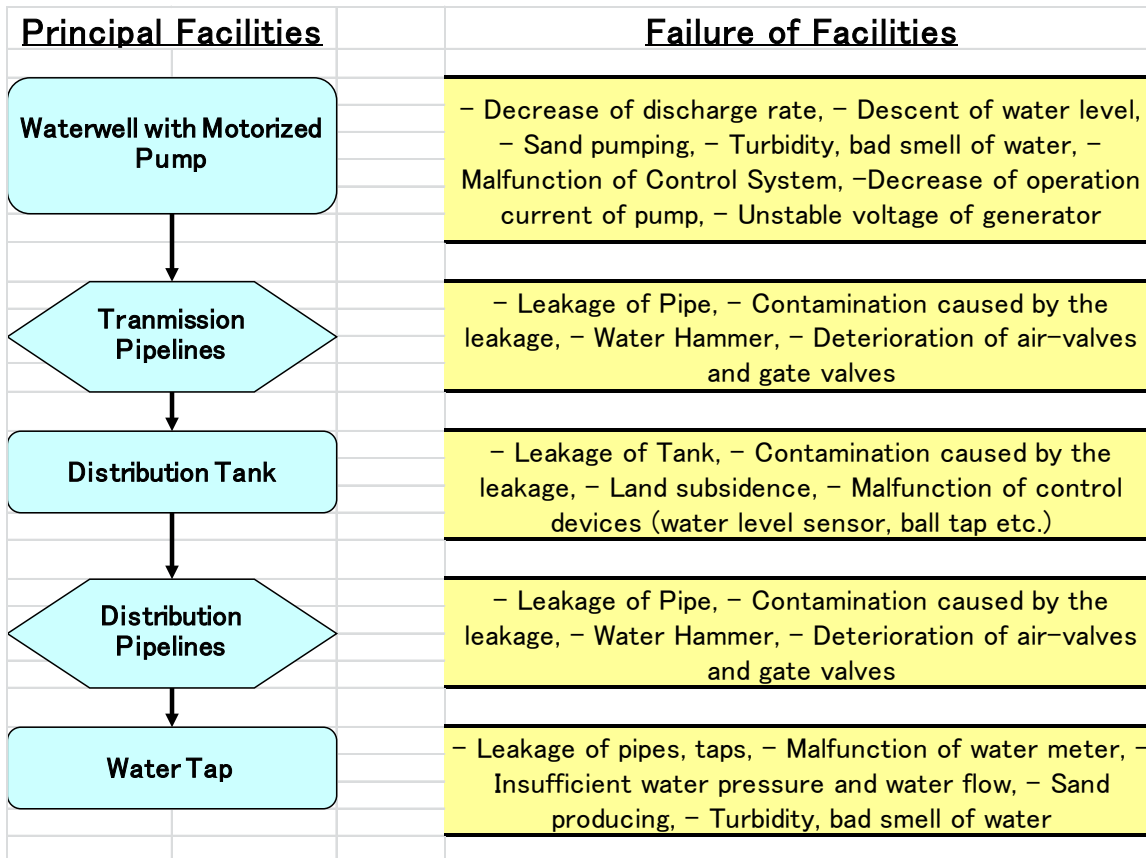 Principal Facilities
Failure of Facilities
Waterwell with Motorized
Pump
- Decrease of discharge rate, - Descent of water level,
- Sand pumping, - Turbidity, bad smell of water, -
Malfunction of Control System, -Decrease of operation
current of pump, - Unstable voltage of generator
Tranmission
Pipelines
- Leakage of Pipe, - Contamination caused by the
leakage, - Water Hammer, - Deterioration of air-valves
and gate valves
Distribution Tank
- Leakage of Tank, - Contamination caused by the
leakage, - Land subsidence, - Malfunction of control
devices (water level sensor, ball tap etc.)
Distribution
Pipelines
- Leakage of Pipe, - Contamination caused by the
leakage, - Water Hammer, - Deterioration of air-valves
and gate valves
Water Tap
- Leakage of pipes, taps, - Malfunction of water meter, -
Insufficient water pressure and water flow, - Sand
producing, - Turbidity, bad smell of water